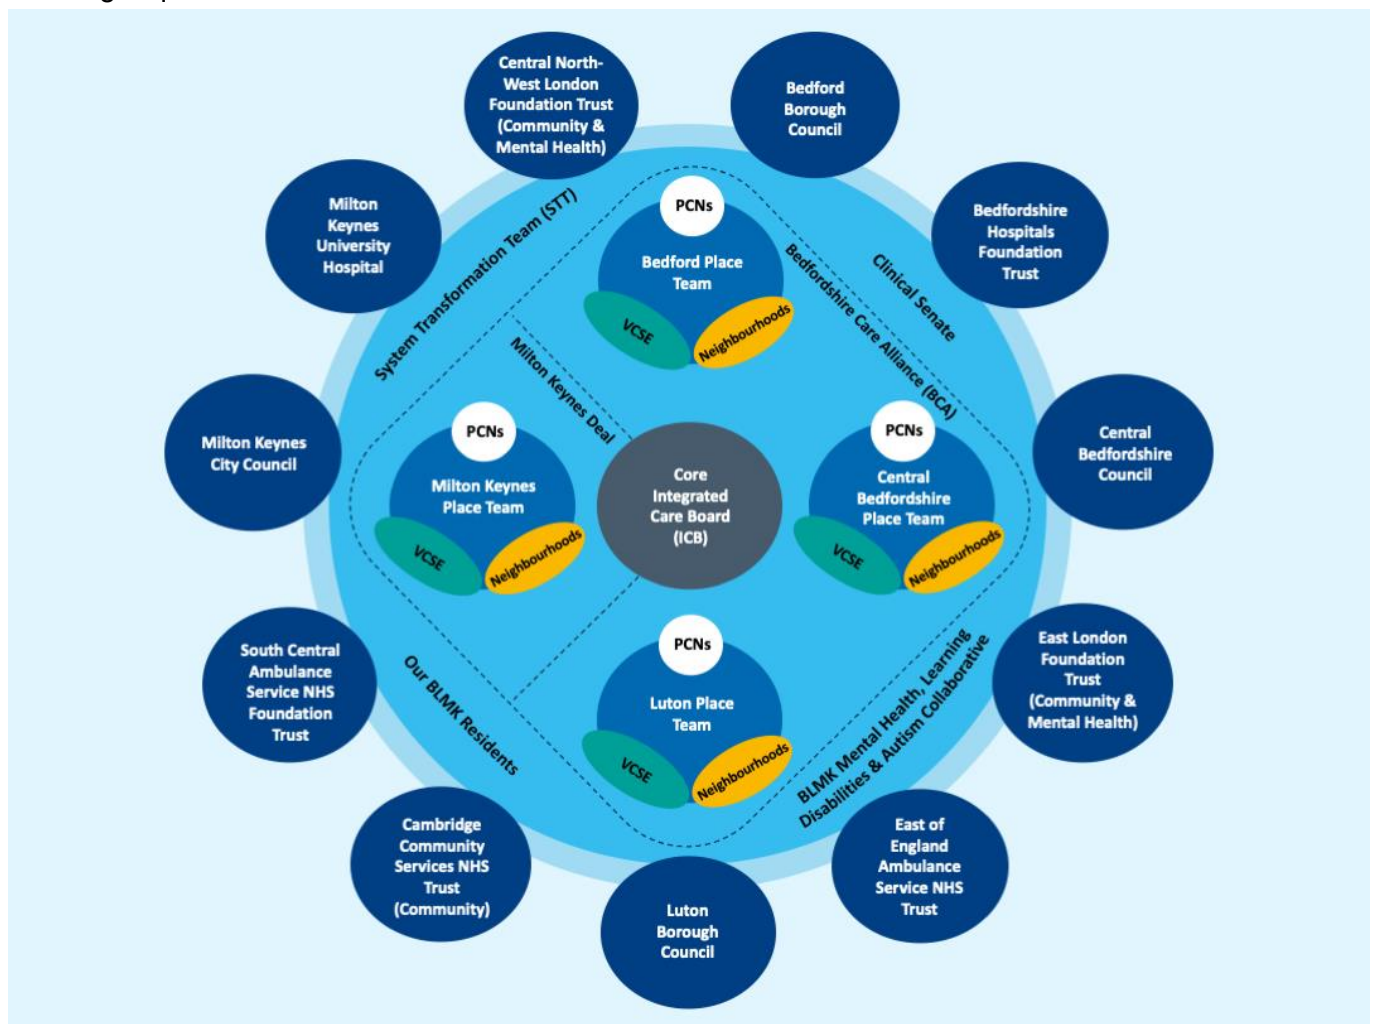 Central North-
West London
Foundation Trust
(Community &
Mental Health)
Bedford
Borough
Council
Milton
Keynes
University
Hospital
Bedfordshire
Hospitals
Foundation
Trust
System Transformation Team (STT)
Clinical Senate
PCNs
Bedford Place
Team
VCSE
Neighbourhoods
Bedfordshire Care Alliance (BCA)
Milton Keynes Deal
Milton Keynes
City Council
Central
Bedfordshire
Council
PCNs
Milton Keynes
Place Team
VCSE
Neighbourhoods
Core
Integrated
Care Board
(ICB)
PCNs
Central
Bedfordshire
Place Team
VCSE
Neighbourhoods
South Central
Ambulance
Service NHS
Foundation
Trust
Our BLMK Residents
PCNs
Luton Place
Team
VCSE
Neighbourhoods
BLMK Mental Health, Learning
Disabilities & Autism Collaborative
East London
Foundation
Trust
(Community &
Mental Health)
Cambridge
Community
Services NHS
Trust
(Community)
Luton
Borough
Council
East of
England
Ambulance
Service NHS
Trust